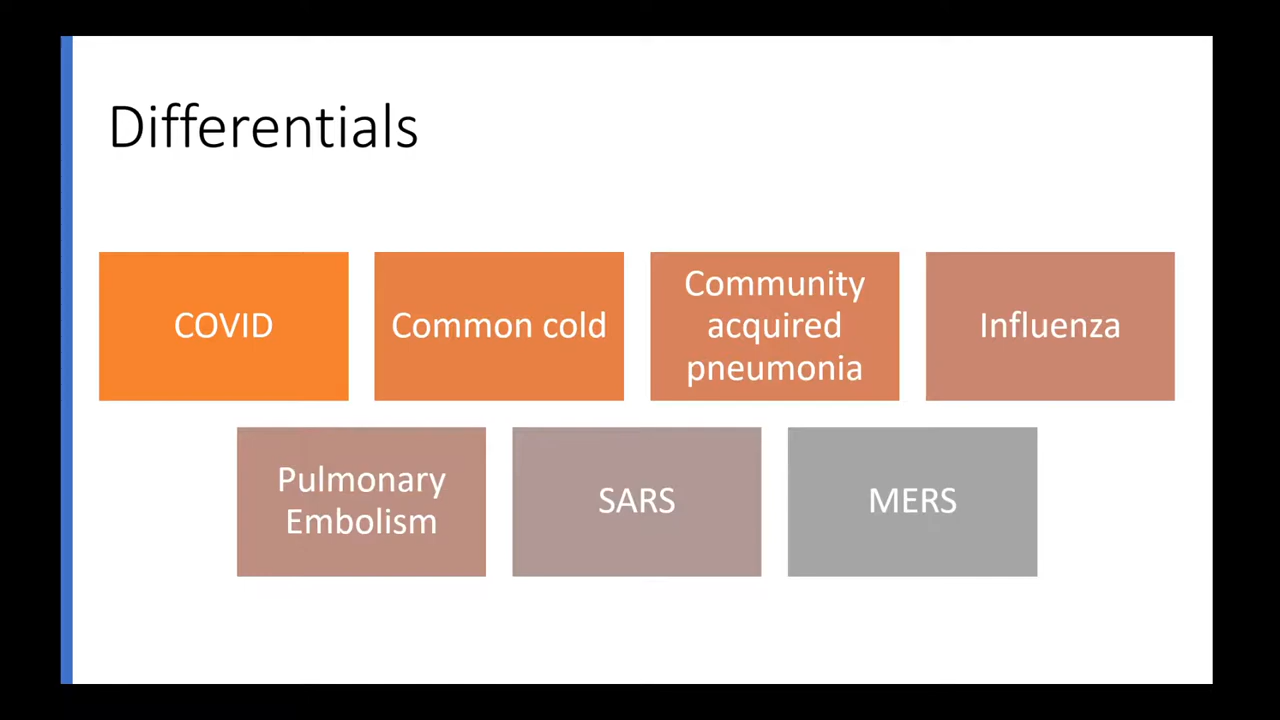 Differentials
COVID
Common cold
Community
acquired
pneumonia
Influenza
Pulmonary
Embolism
SARS
MERS